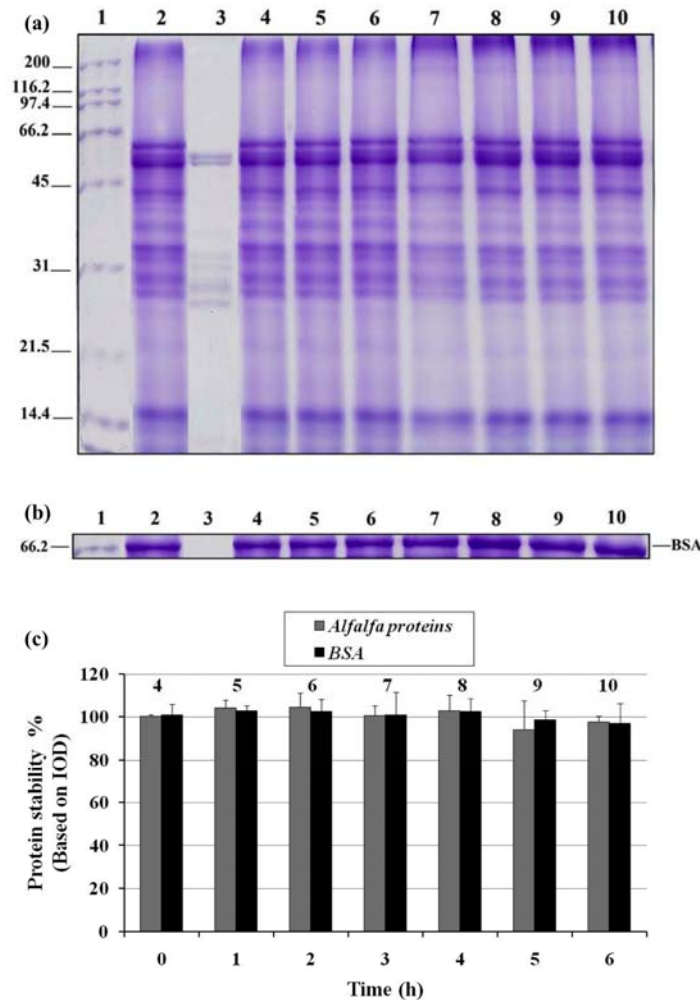 (a) 1 2 3 4 5 6 7 8 9 10
200
116.2
97.4
66.2
45
31
21.5
14.4
(b) 1 2 3 4 5 6 7 8 9 10
66.2 BSA
(c)
Alfalfa proteins
BSA
120
100
80
60
40
20
0
4 5 6 7 8 9 10
Protein stability %
(Based on IOD)
0 1 2 3 4 5 6
Time (h)